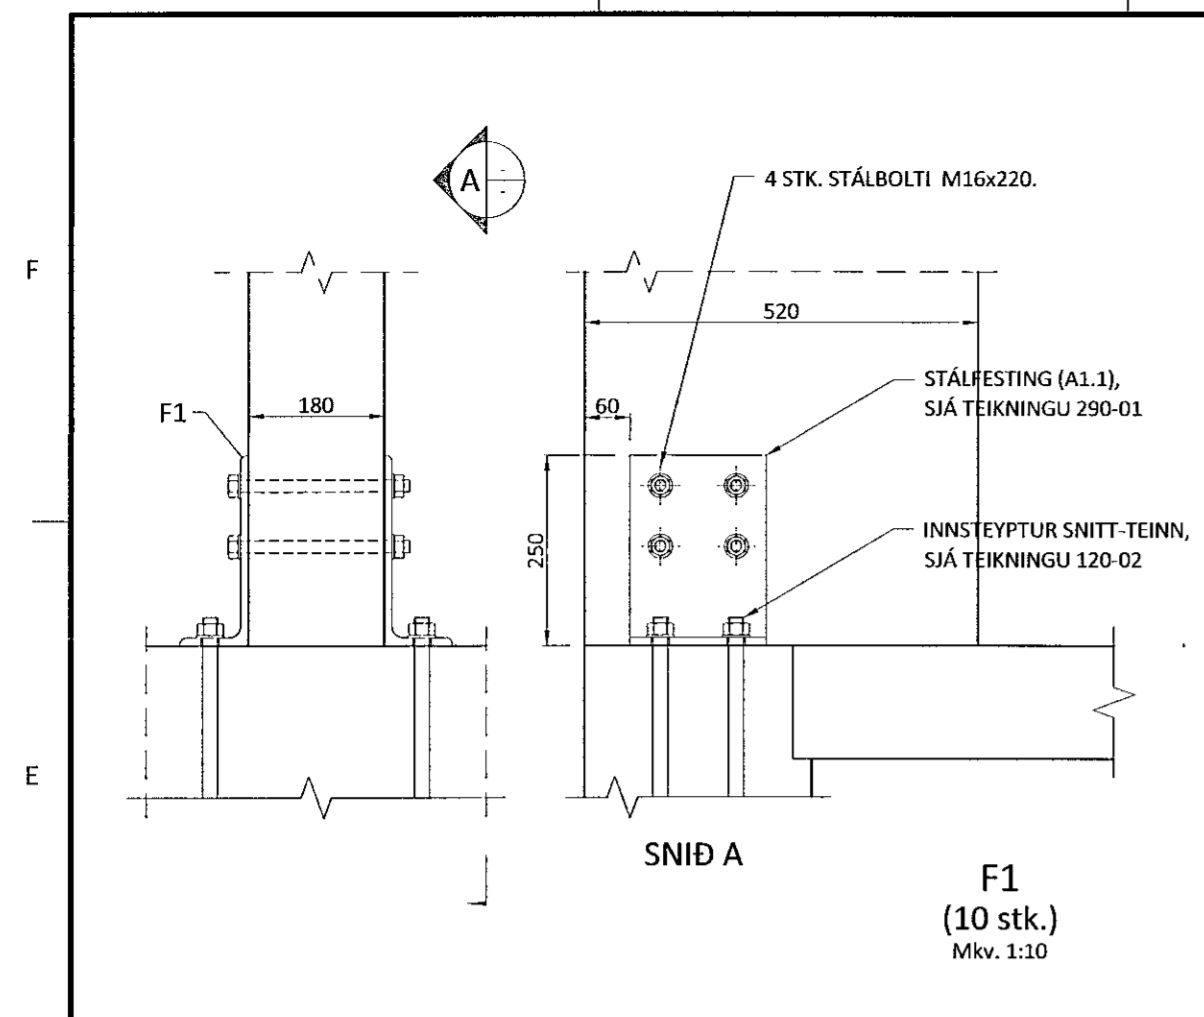 A
4 STK. STÁLBOLTI M16x220.
F
520
STÁLFESTING (A1.1),
SJÁ TEIKNINGU 290-01
F1
180
60
250
INNSTEYPTUR SNITT-TEINN,
SJÁ TEIKNINGU 120-02
E
SNIÐ A
F1
(10 stk.)
Mkv. 1:10